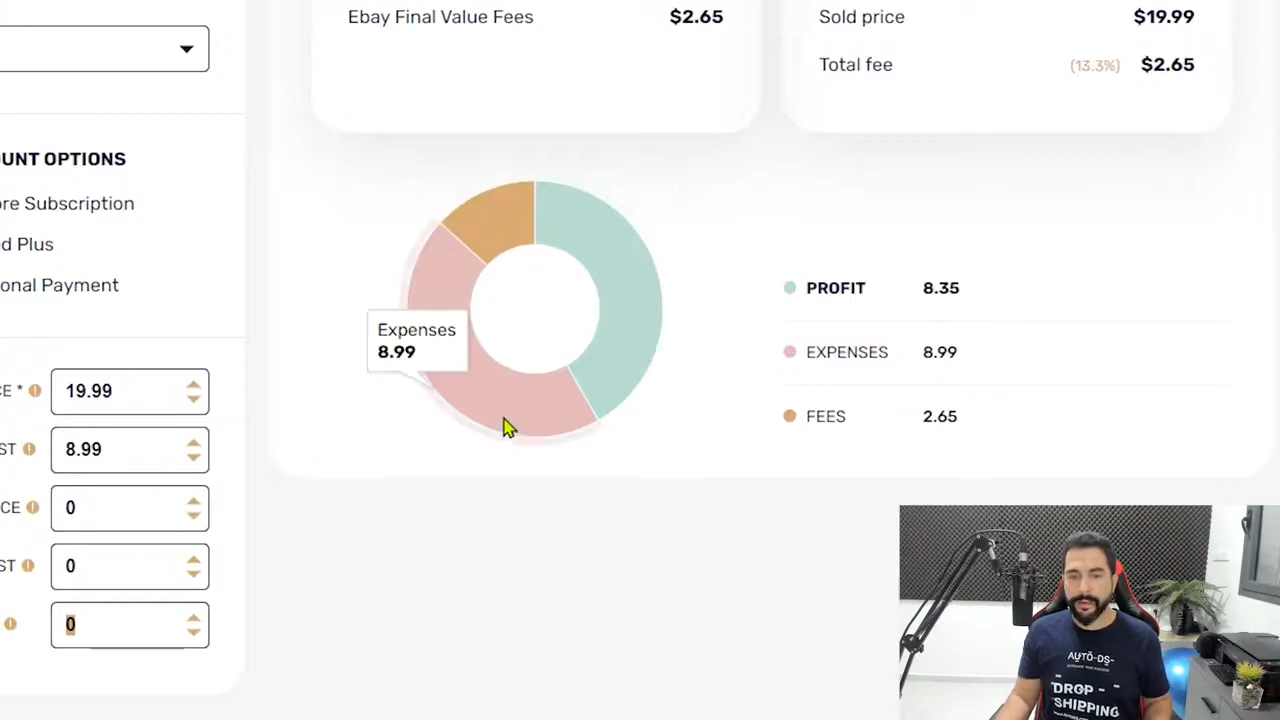 Ebay Final Value Fees $2.65
Sold price $19.99
Total fee (13.3%) $2.65
UNT OPTIONS
re Subscription
d Plus
onal Payment
CE * 19.99
ST 8.99
CE 0
ST 0
0
Expenses
8.99
PROFIT 8.35
EXPENSES 8.99
FEES 2.65
AUTO-DS-
DROP
SHIPPING